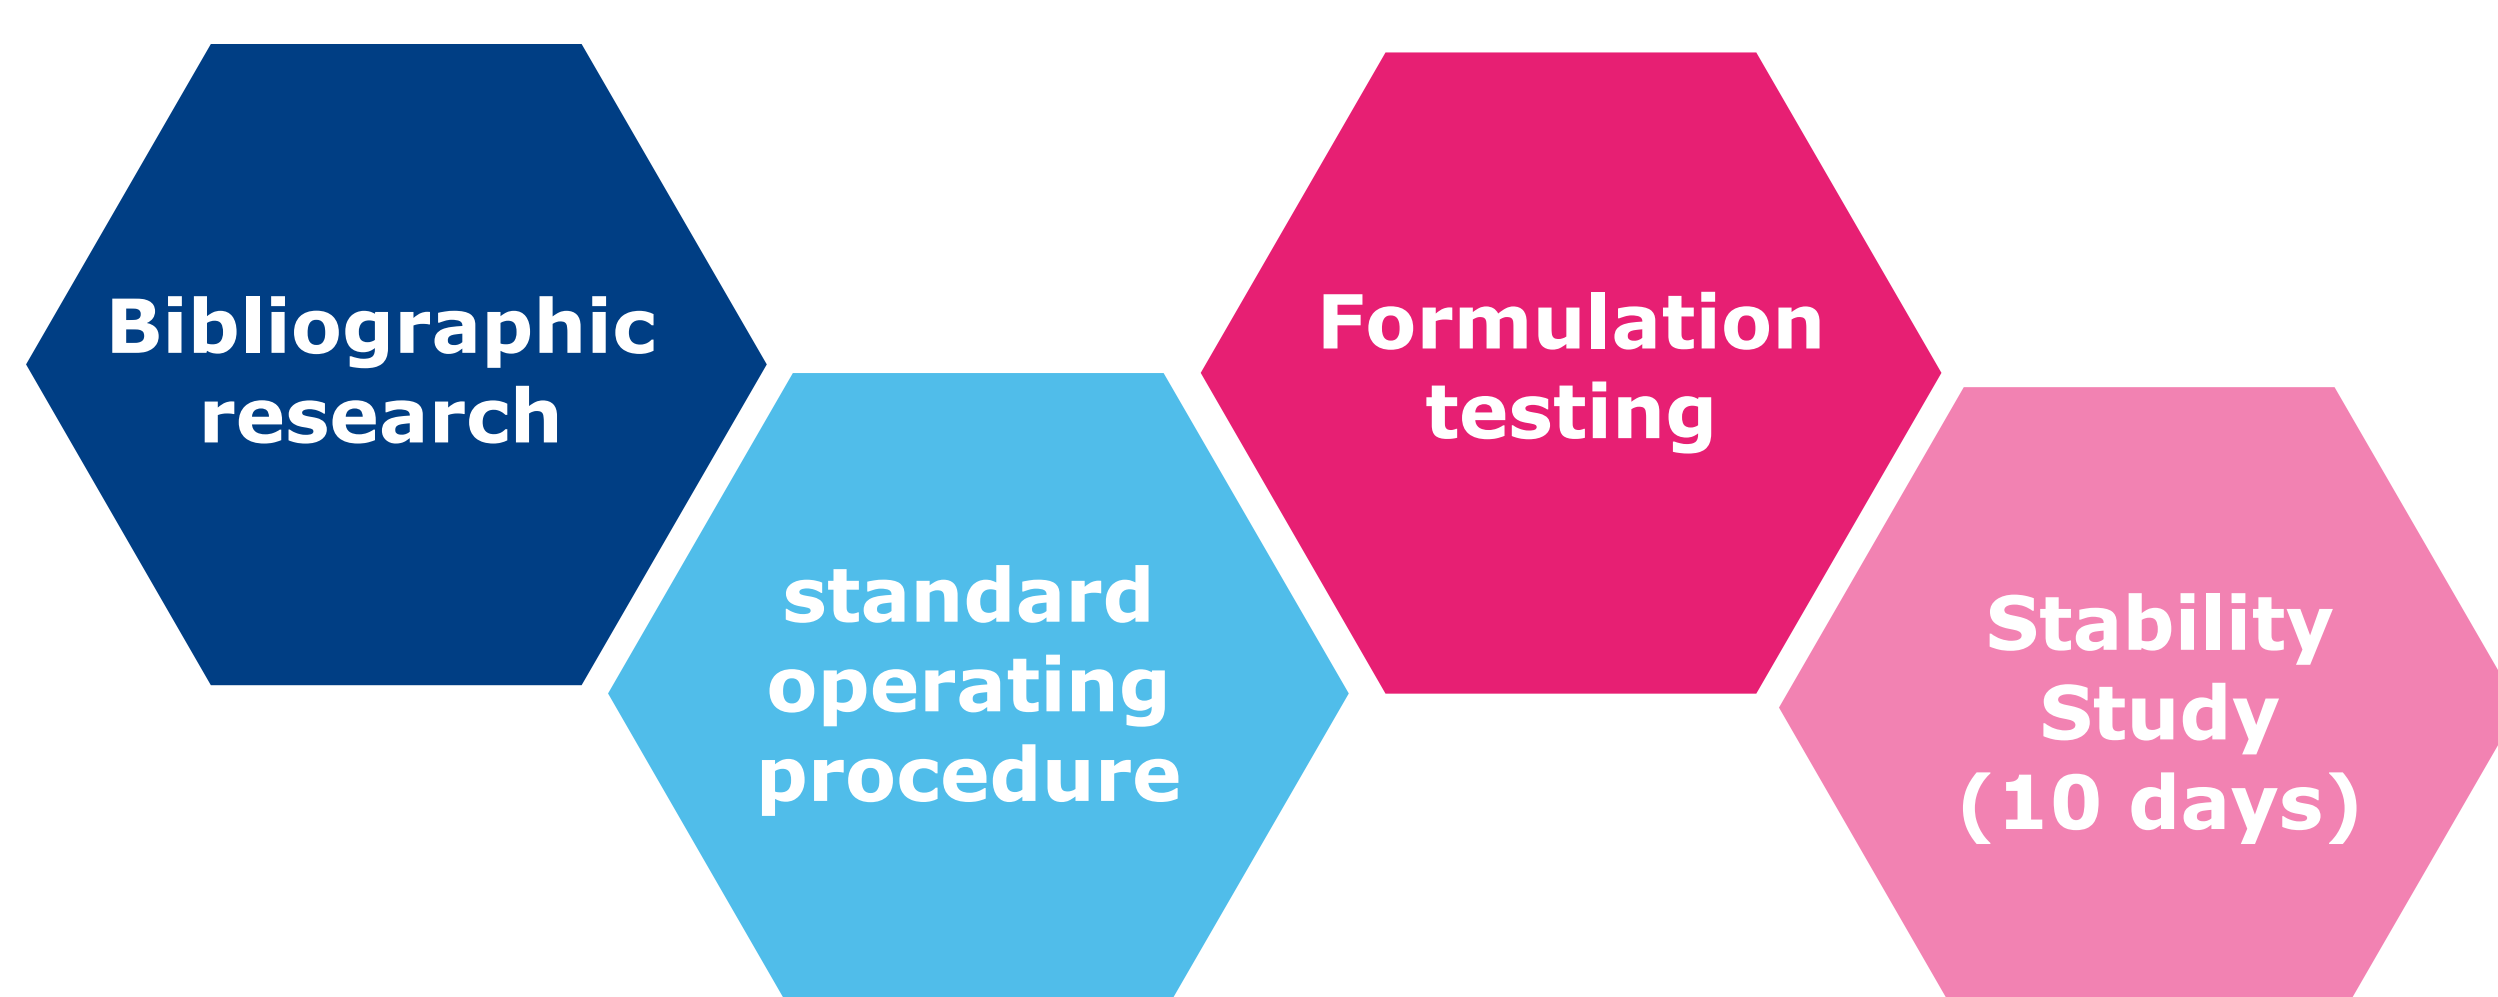 Bibliographic
research
standard
operating
procedure
Formulation
testing
Stability
Study
(10 days)